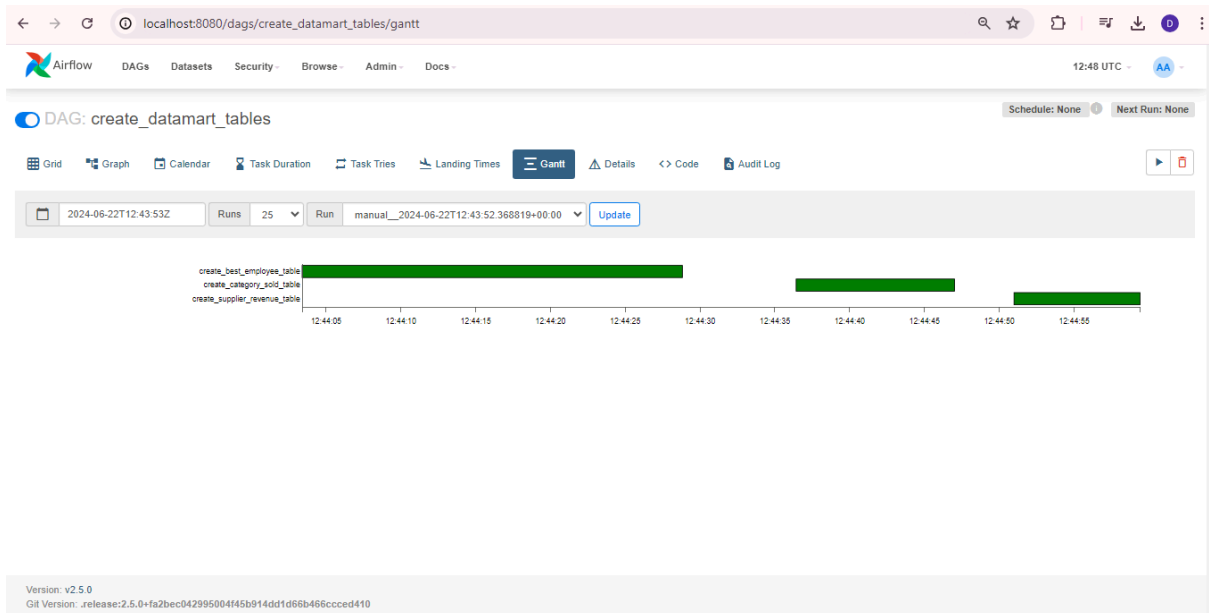 localhost:8080/dags/create_datamart_tables/gantt
D
Airflow DAGs Datasets Security Browse Admin Docs 12:48 UTC AA
Schedule: None Next Run: None
DAG: create_datamart_tables
Grid Graph Calendar Task Duration Task Tries Landing Times Gantt Details <> Code Audit Log
2024-06-22T12:43:53Z Runs 25 Run manual__2024-06-22T12:43:52.368819+00:00 Update
create_best_employee_table
create_category_sold_table
create_supplier_revenue_table
12:44:05 12:44:10 12:44:15 12:44:20 12:44:25 12:44:30 12:44:35 12:44:40 12:44:45 12:44:50 12:44:55
Version: v2.5.0
Git Version: .release:2.5.0+fa2bec042995004f45b914dd1d66b466ccced410